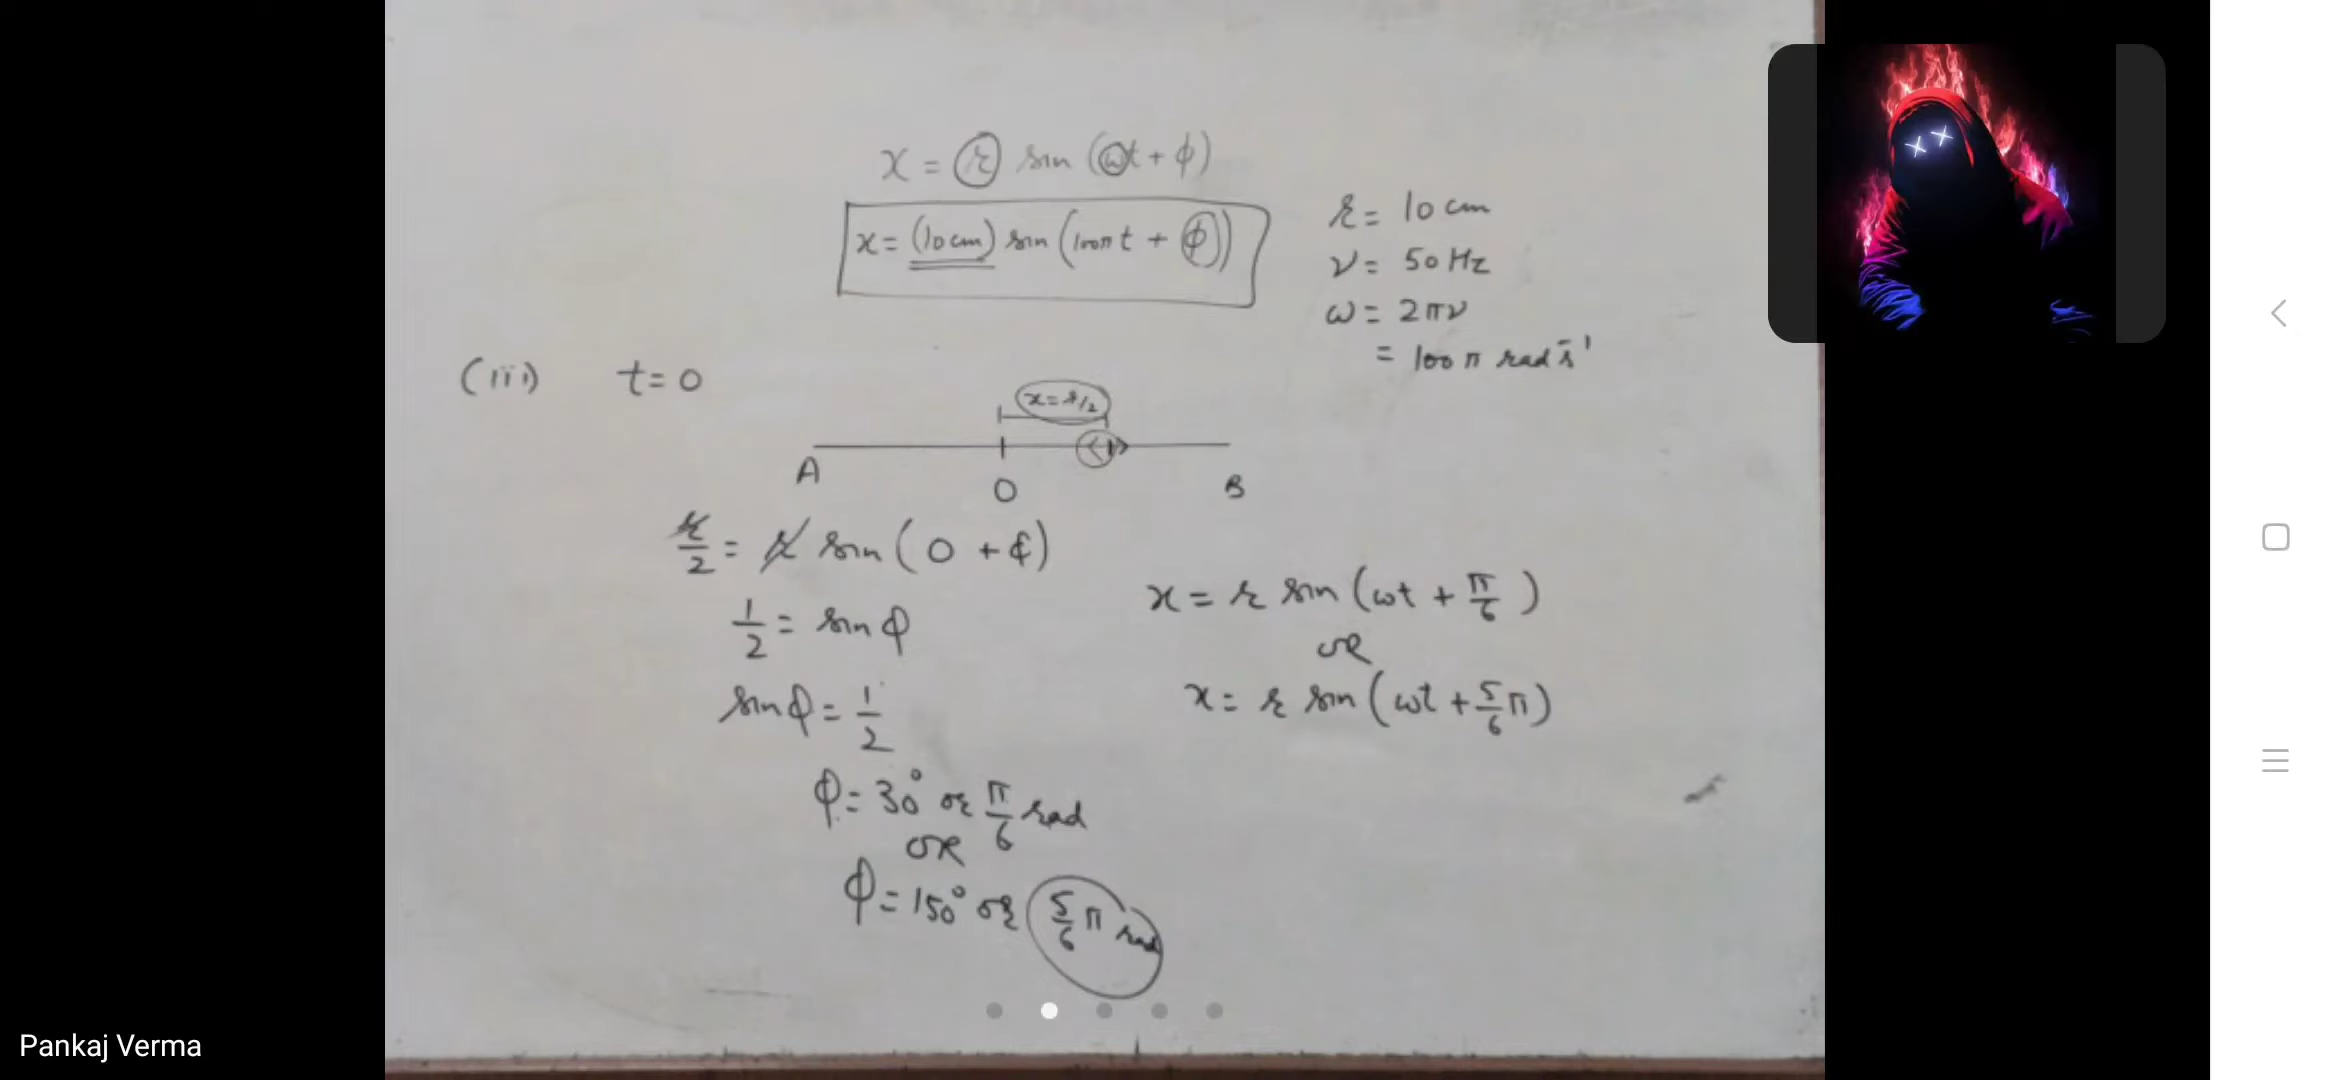 x = r sin (ωt + ϕ)
x = (10 cm) sin (100π t + ϕ)
r = 10 cm
ν = 50 Hz
ω = 2πν
= 100 π rad s⁻¹
(iii) t = 0
x = r/2
A O B
r/2 = r sin ( 0 + ϕ)
1/2 = sin ϕ
sin ϕ = 1/2
ϕ = 30° or π/6 rad
OR
ϕ = 150° or 5/6 π rad
x = r sin (ωt + π/6 )
OR
x = r sin ( ωt + 5/6 π)
Pankaj Verma